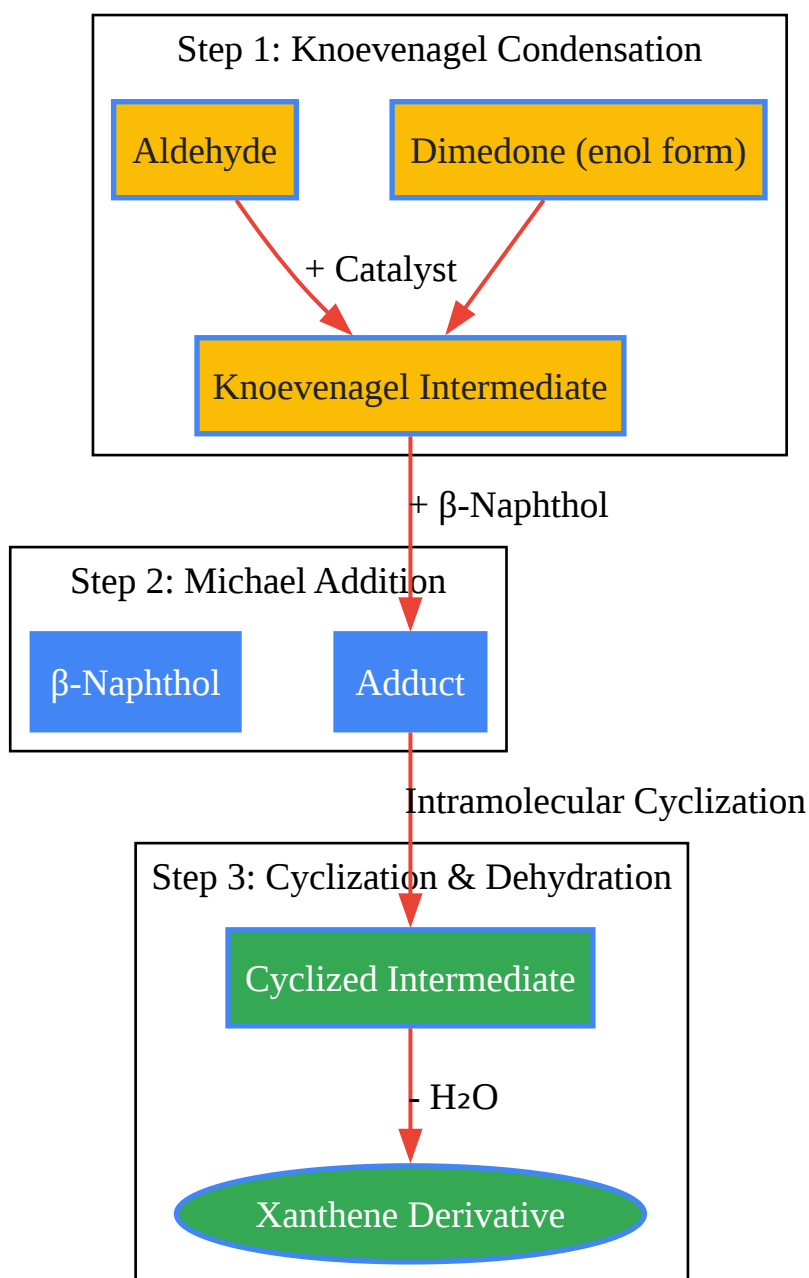 Step 1: Knoevenagel Condensation
Aldehyde
Dimedone (enol form)
+ Catalyst
Knoevenagel Intermediate
+ β-Naphthol
Step 2: Michael Addition
β-Naphthol
Adduct
Intramolecular Cyclization
Step 3: Cyclization & Dehydration
Cyclized Intermediate
- H₂O
Xanthene Derivative